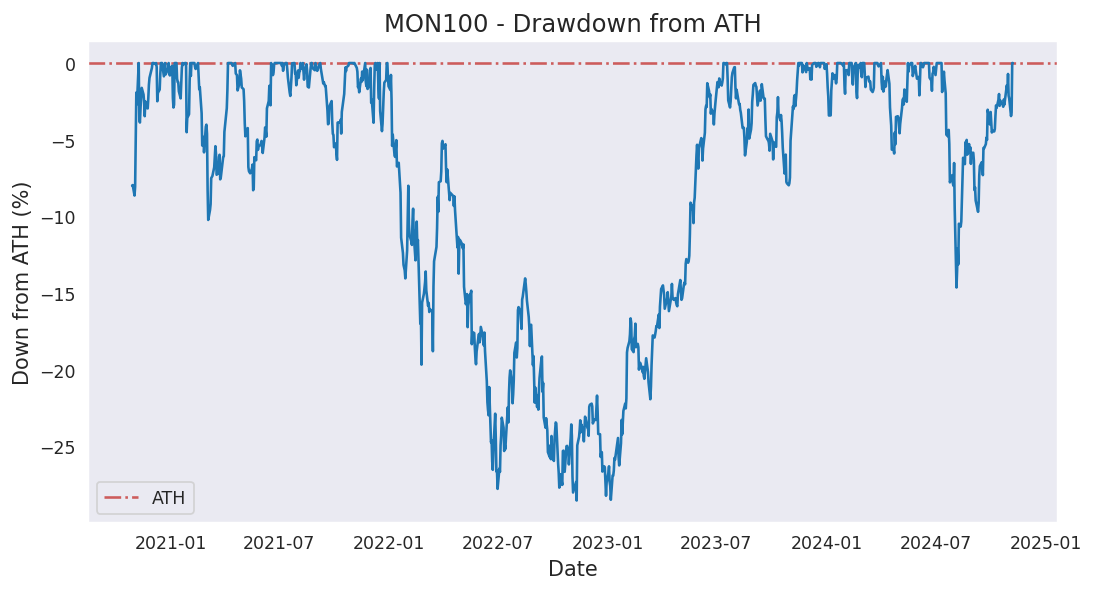 MON100 - Drawdown from ATH
Down from ATH (%)
0
−5
−10
−15
−20
−25
ATH
2021-01 2021-07 2022-01 2022-07 2023-01 2023-07 2024-01 2024-07 2025-01
Date